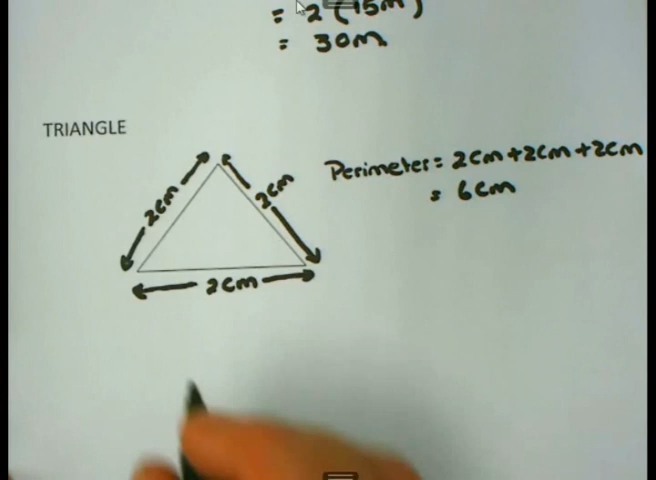 = 2 (15m)
= 30m
TRIANGLE
2cm
2cm
2cm
Perimeter = 2cm+2cm+2cm
= 6cm